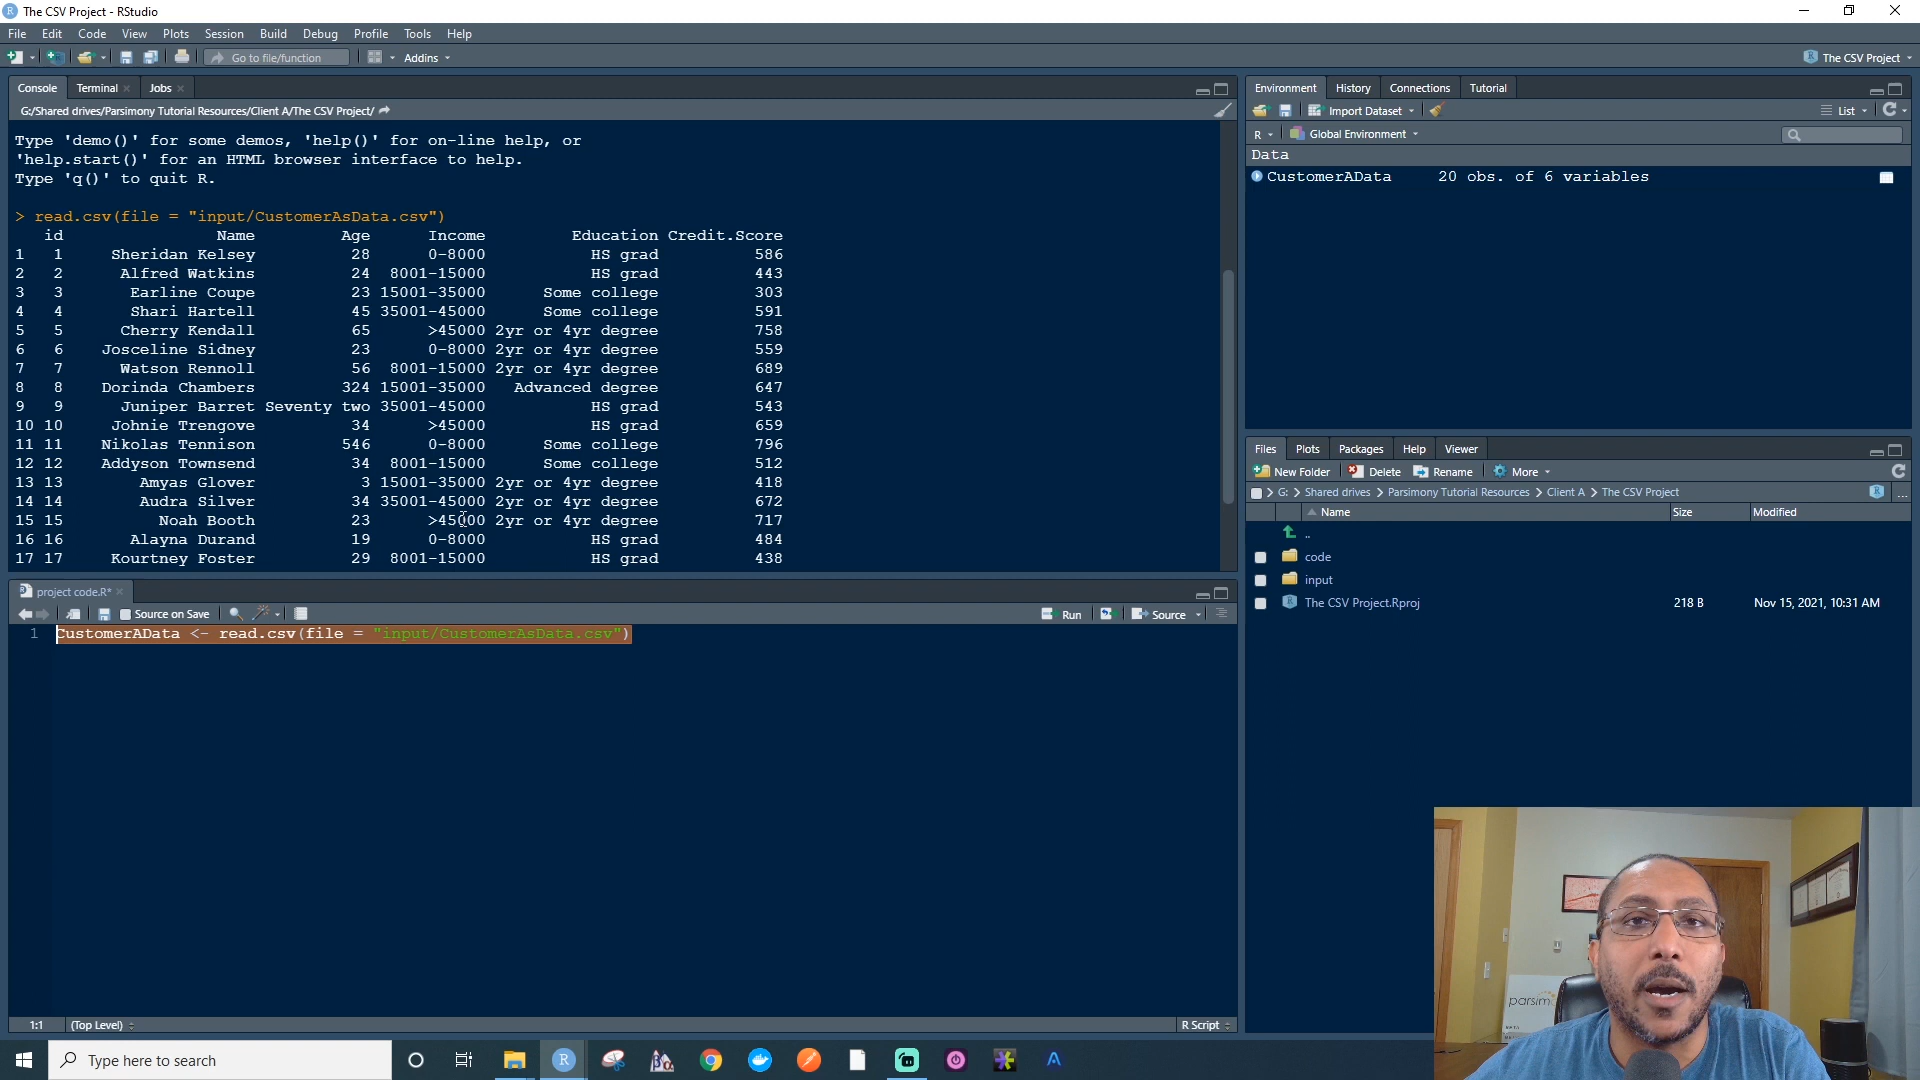 The CSV Project - RStudio
File Edit Code View Plots Session Build Debug Profile Tools Help
Go to file/function Addins The CSV Project
Console Terminal Jobs
G:/Shared drives/Parsimony Tutorial Resources/Client A/The CSV Project/
Type 'demo()' for some demos, 'help()' for on-line help, or
'help.start()' for an HTML browser interface to help.
Type 'q()' to quit R.
> read.csv(file = "input/CustomerAsData.csv")
id Name Age Income Education Credit.Score
1 1 Sheridan Kelsey 28 0-8000 HS grad 586
2 2 Alfred Watkins 24 8001-15000 HS grad 443
3 3 Earline Coupe 23 15001-35000 Some college 303
4 4 Shari Hartell 45 35001-45000 Some college 591
5 5 Cherry Kendall 65 >45000 2yr or 4yr degree 758
6 6 Josceline Sidney 23 0-8000 2yr or 4yr degree 559
7 7 Watson Rennoll 56 8001-15000 2yr or 4yr degree 689
8 8 Dorinda Chambers 324 15001-35000 Advanced degree 647
9 9 Juniper Barret Seventy two 35001-45000 HS grad 543
10 10 Johnie Trengove 34 >45000 HS grad 659
11 11 Nikolas Tennison 546 0-8000 Some college 796
12 12 Addyson Townsend 34 8001-15000 Some college 512
13 13 Amyas Glover 3 15001-35000 2yr or 4yr degree 418
14 14 Audra Silver 34 35001-45000 2yr or 4yr degree 672
15 15 Noah Booth 23 >45000 2yr or 4yr degree 717
16 16 Alayna Durand 19 0-8000 HS grad 484
17 17 Kourtney Foster 29 8001-15000 HS grad 438
project code.R*
Source on Save Run Source
1 CustomerAData <- read.csv(file = "input/CustomerAsData.csv")
1:1 (Top Level) R Script
Environment History Connections Tutorial
Import Dataset List
R Global Environment
Data
CustomerAData 20 obs. of 6 variables
Files Plots Packages Help Viewer
New Folder Delete Rename More
G: > Shared drives > Parsimony Tutorial Resources > Client A > The CSV Project ...
Name Size Modified
..
code
input
The CSV Project.Rproj 218 B Nov 15, 2021, 10:31 AM
parsim
Type here to search